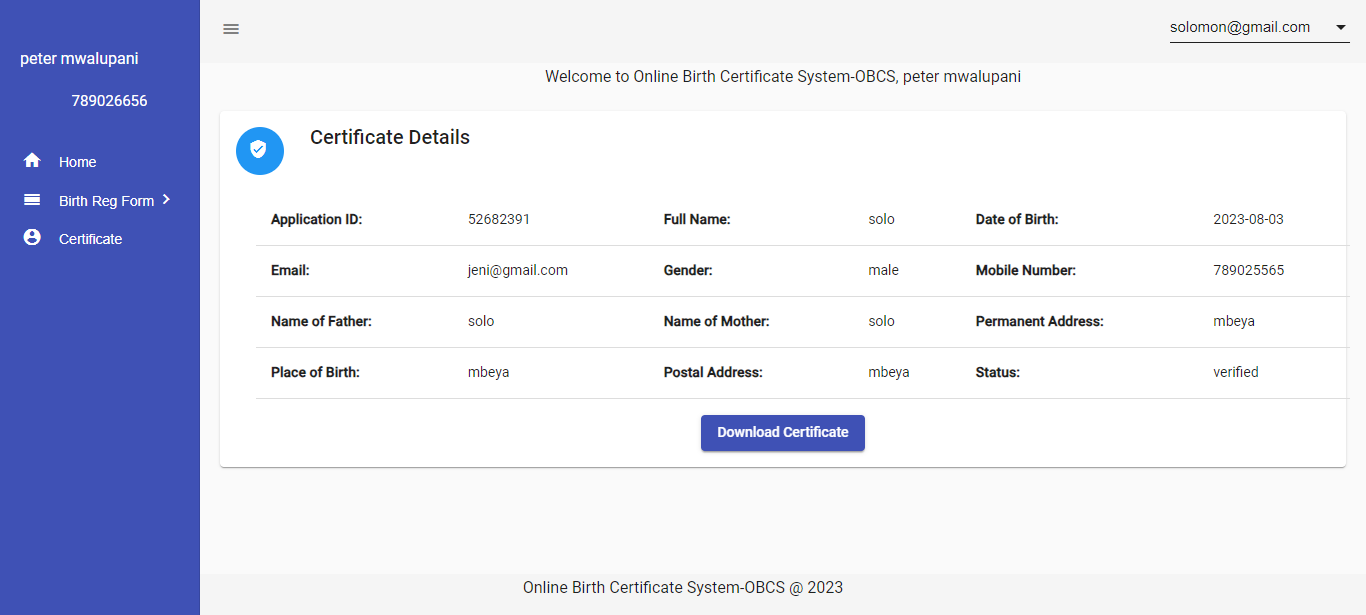 solomon@gmail.com
peter mwalupani
789026656
Home
Birth Reg Form
Certificate
Welcome to Online Birth Certificate System-OBCS, peter mwalupani
Certificate Details
Application ID: 52682391 Full Name: solo Date of Birth: 2023-08-03
Email: jeni@gmail.com Gender: male Mobile Number: 789025565
Name of Father: solo Name of Mother: solo Permanent Address: mbeya
Place of Birth: mbeya Postal Address: mbeya Status: verified
Download Certificate
Online Birth Certificate System-OBCS @ 2023